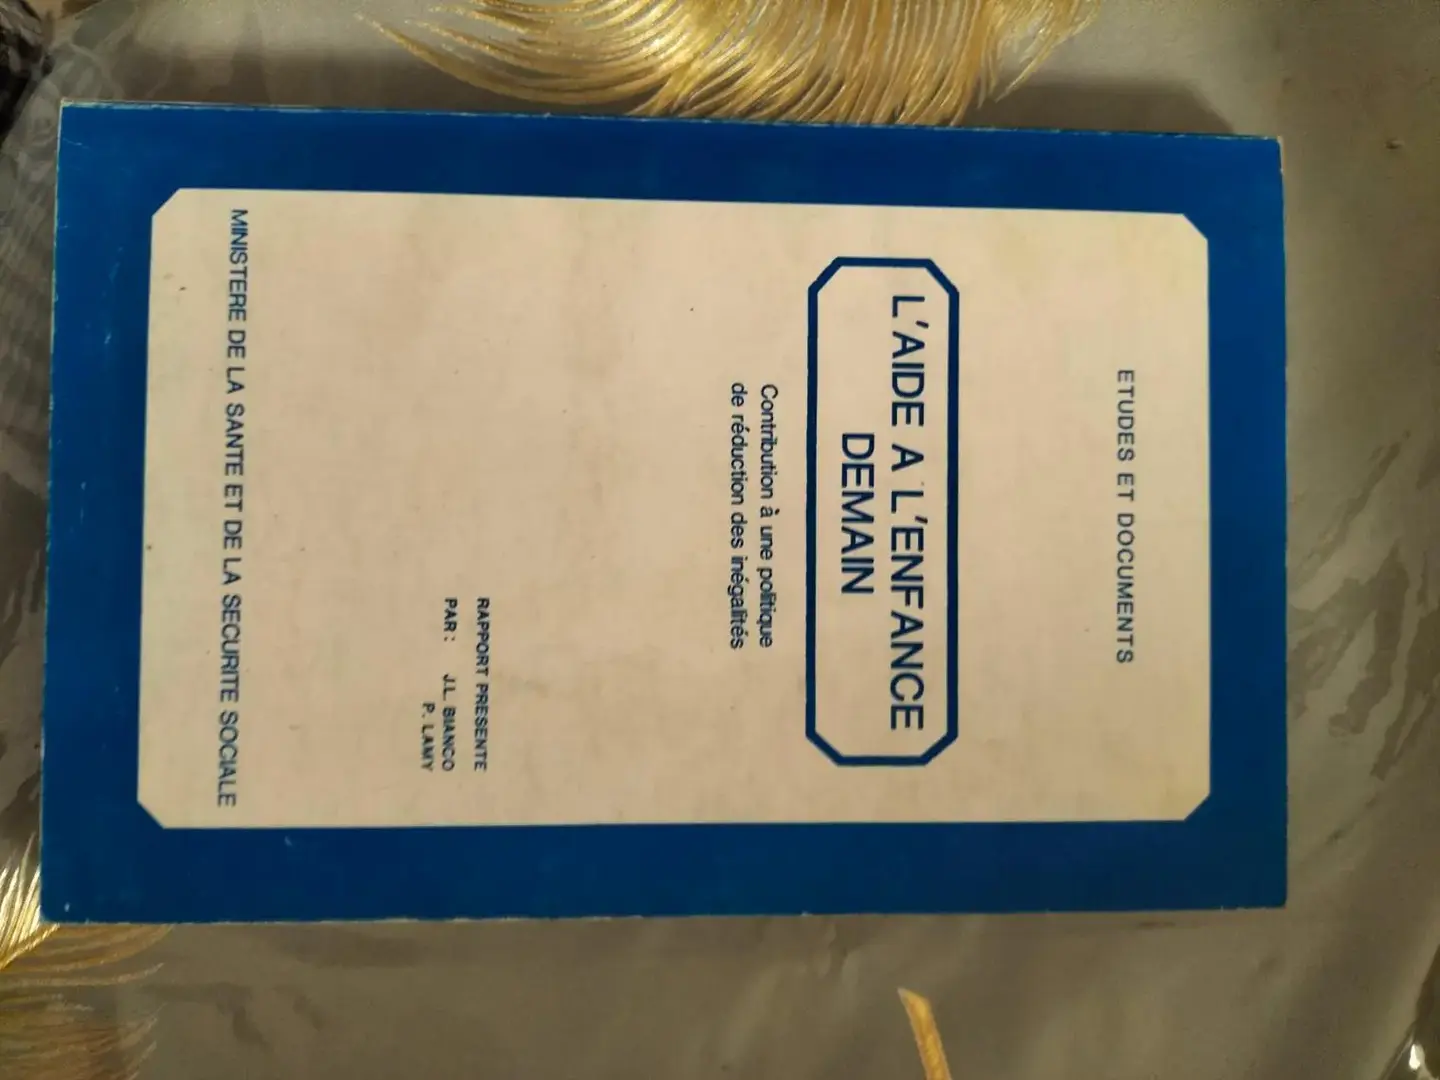 ETUDES ET DOCUMENTS
L'AIDE A L'ENFANCE
DEMAIN
Contribution à une politique
de réduction des inégalités
RAPPORT PRESENTE
PAR : J.L. BIANCO
P. LAMY
MINISTERE DE LA SANTE ET DE LA SECURITE SOCIALE